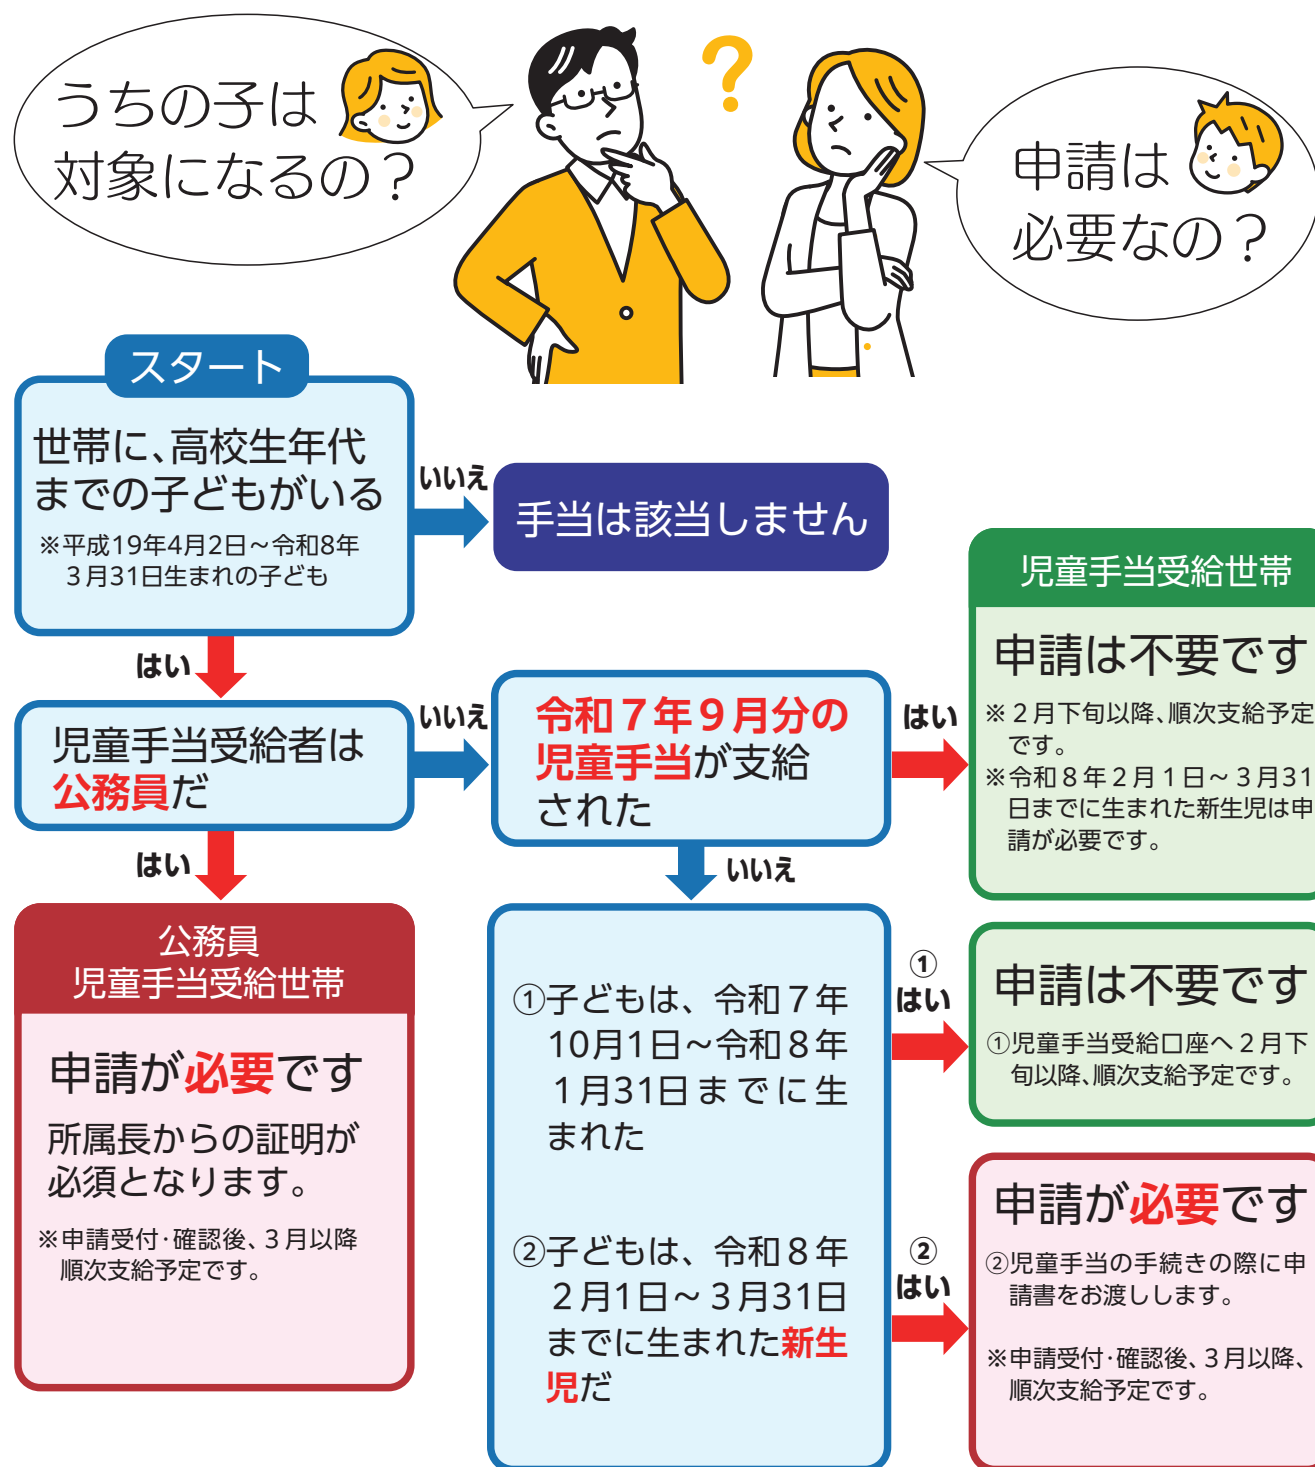 うちの子は
対象になるの？
?
申請は
必要なの？
スタート
世帯に、高校生年代
までの子どもがいる
※平成19年4月2日～令和8年
３月31日生まれの子ども
いいえ
手当は該当しません
はい
児童手当受給者は
公務員だ
いいえ
令和７年９月分の
児童手当が支給
された
はい
児童手当受給世帯
申請は不要です
※２月下旬以降、順次支給予定
です。
※令和８年２月１日～３月31
日までに生まれた新生児は申
請が必要です。
はい
公務員
児童手当受給世帯
申請が必要です
所属長からの証明が
必須となります。
※申請受付・確認後、３月以降
順次支給予定です。
いいえ
①子どもは、令和７年
10月1日～令和８年
１月31日までに生
まれた
②子どもは、令和８年
２月1日～３月31日
までに生まれた新生
児だ
①
はい
申請は不要です
①児童手当受給口座へ２月下
旬以降、順次支給予定です。
②
はい
申請が必要です
②児童手当の手続きの際に申
請書をお渡しします。
※申請受付・確認後、３月以降、
順次支給予定です。